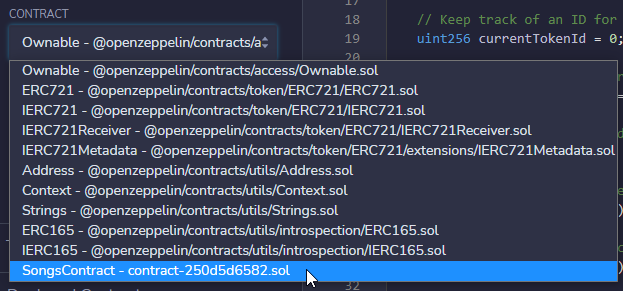 CONTRACT
Ownable - @openzeppelin/contracts/a
Ownable - @openzeppelin/contracts/access/Ownable.sol
ERC721 - @openzeppelin/contracts/token/ERC721/ERC721.sol
IERC721 - @openzeppelin/contracts/token/ERC721/IERC721.sol
IERC721Receiver - @openzeppelin/contracts/token/ERC721/IERC721Receiver.sol
IERC721Metadata - @openzeppelin/contracts/token/ERC721/extensions/IERC721Metadata.sol
Address - @openzeppelin/contracts/utils/Address.sol
Context - @openzeppelin/contracts/utils/Context.sol
Strings - @openzeppelin/contracts/utils/Strings.sol
ERC165 - @openzeppelin/contracts/utils/introspection/ERC165.sol
IERC165 - @openzeppelin/contracts/utils/introspection/IERC165.sol
SongsContract - contract-250d5d6582.sol
17
18 // Keep track of an ID for
19 uint256 currentTokenId = 0;
32